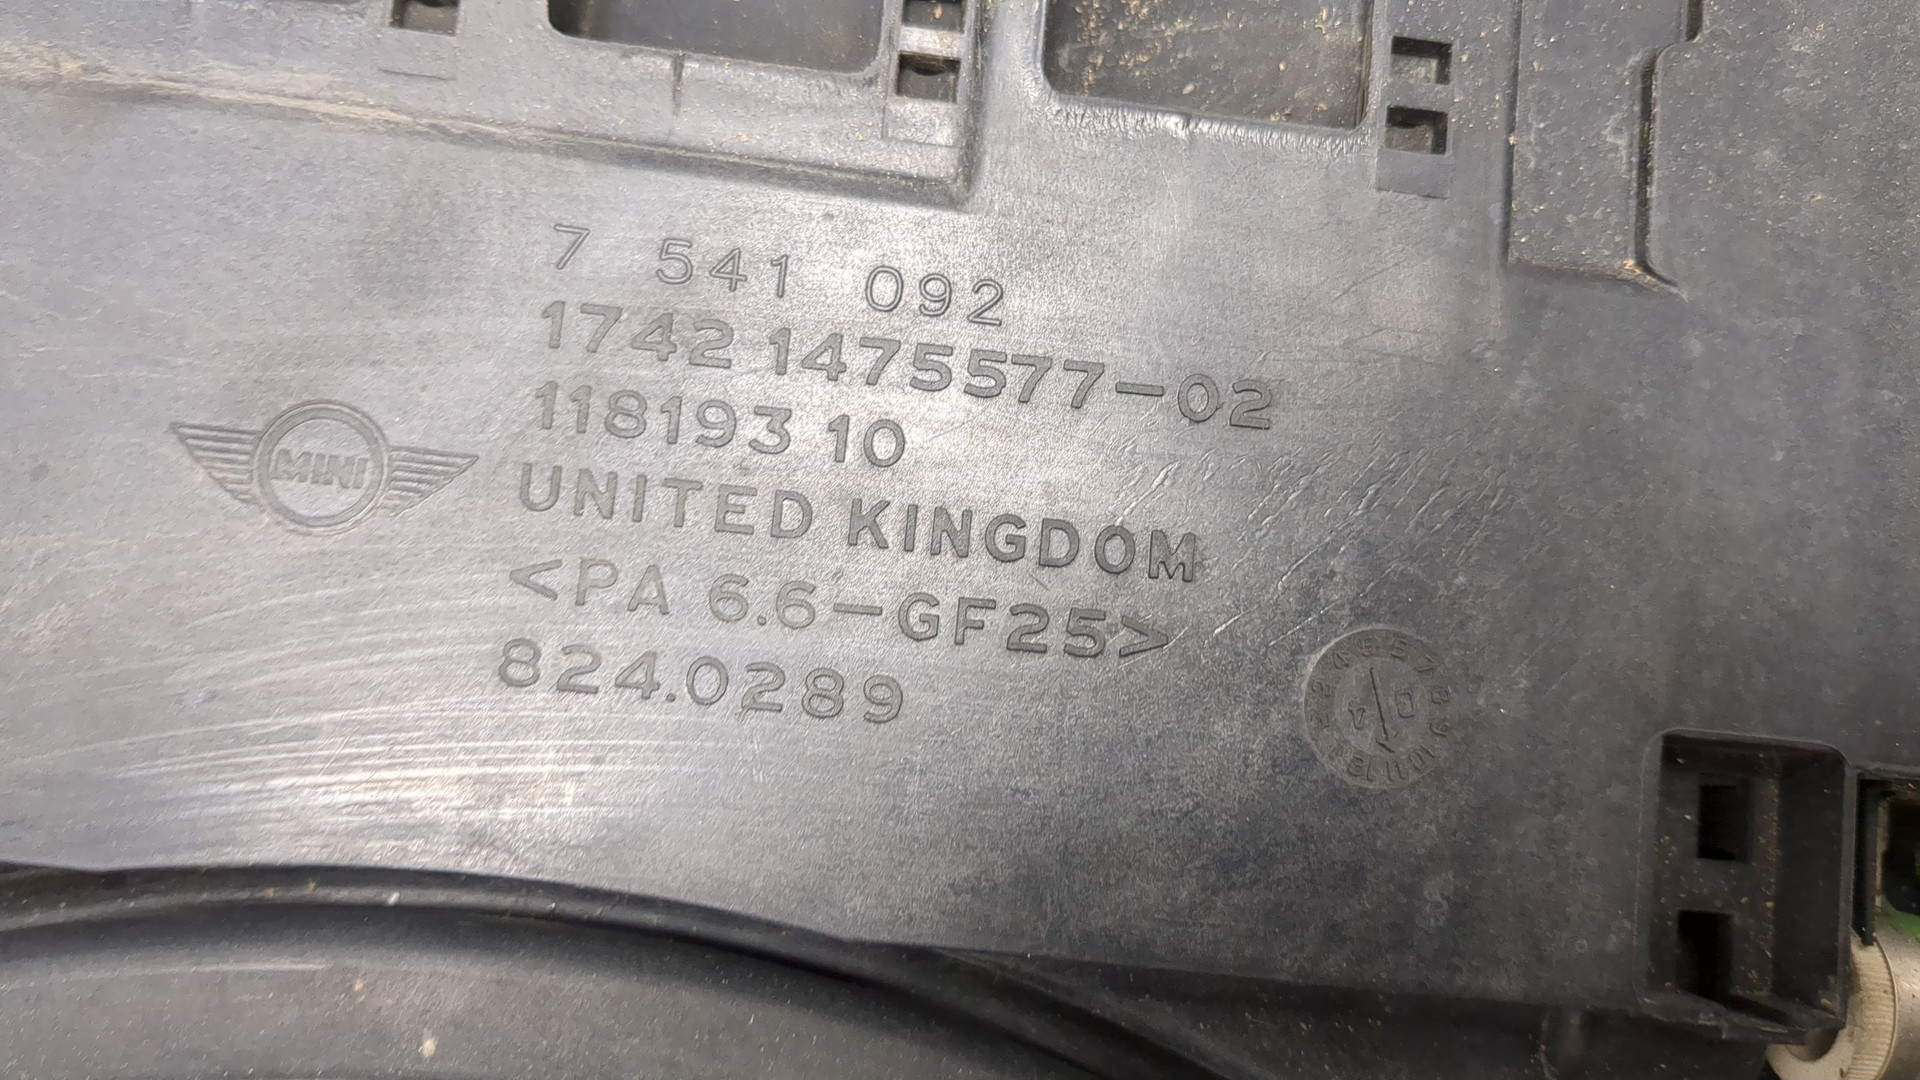 7 541 092
1742 1475577-02
118193 10
MINI
UNITED KINGDOM
<PA 6.6-GF25>
824.0289